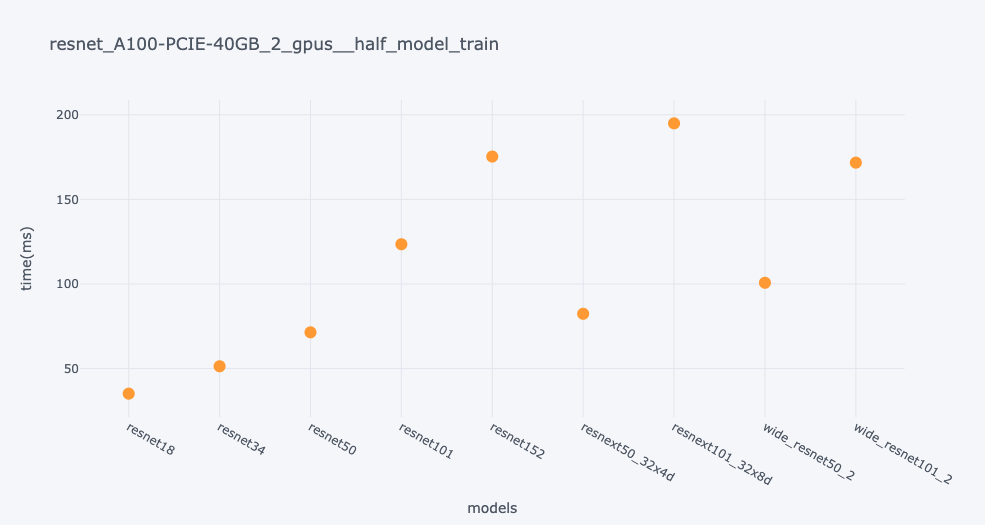 resnet_A100-PCIE-40GB_2_gpus__half_model_train
time(ms)
200
150
100
50
resnet18
resnet34
resnet50
resnet101
resnet152
resnext50_32x4d
resnext101_32x8d
wide_resnet50_2
wide_resnet101_2
models